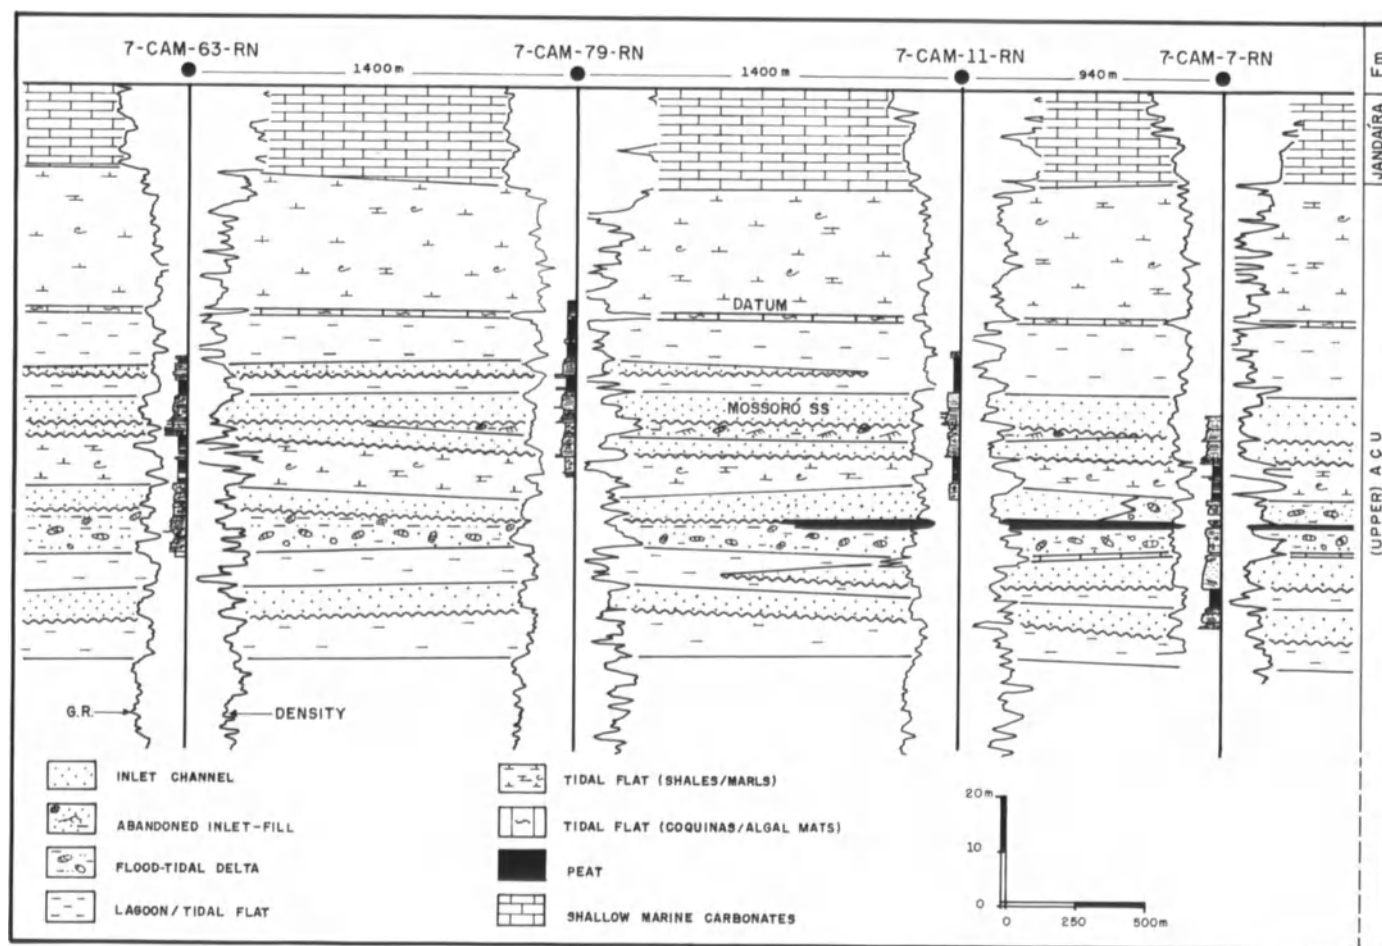 7-CAM-63-RN
7-CAM-79-RN
7-CAM-11-RN
7-CAM-7-RN
Fm
1400m
1400m
940m
JANDAÍRA
DATUM
MOSSORÓ SS
(UPPER) AÇU
G.R.
DENSITY
INLET CHANNEL
ABANDONED INLET-FILL
FLOOD-TIDAL DELTA
LAGOON/TIDAL FLAT
TIDAL FLAT (SHALES/MARLS)
TIDAL FLAT (COQUINAS/ALGAL MATS)
PEAT
SHALLOW MARINE CARBONATES
20m
10
0
0 250 500m